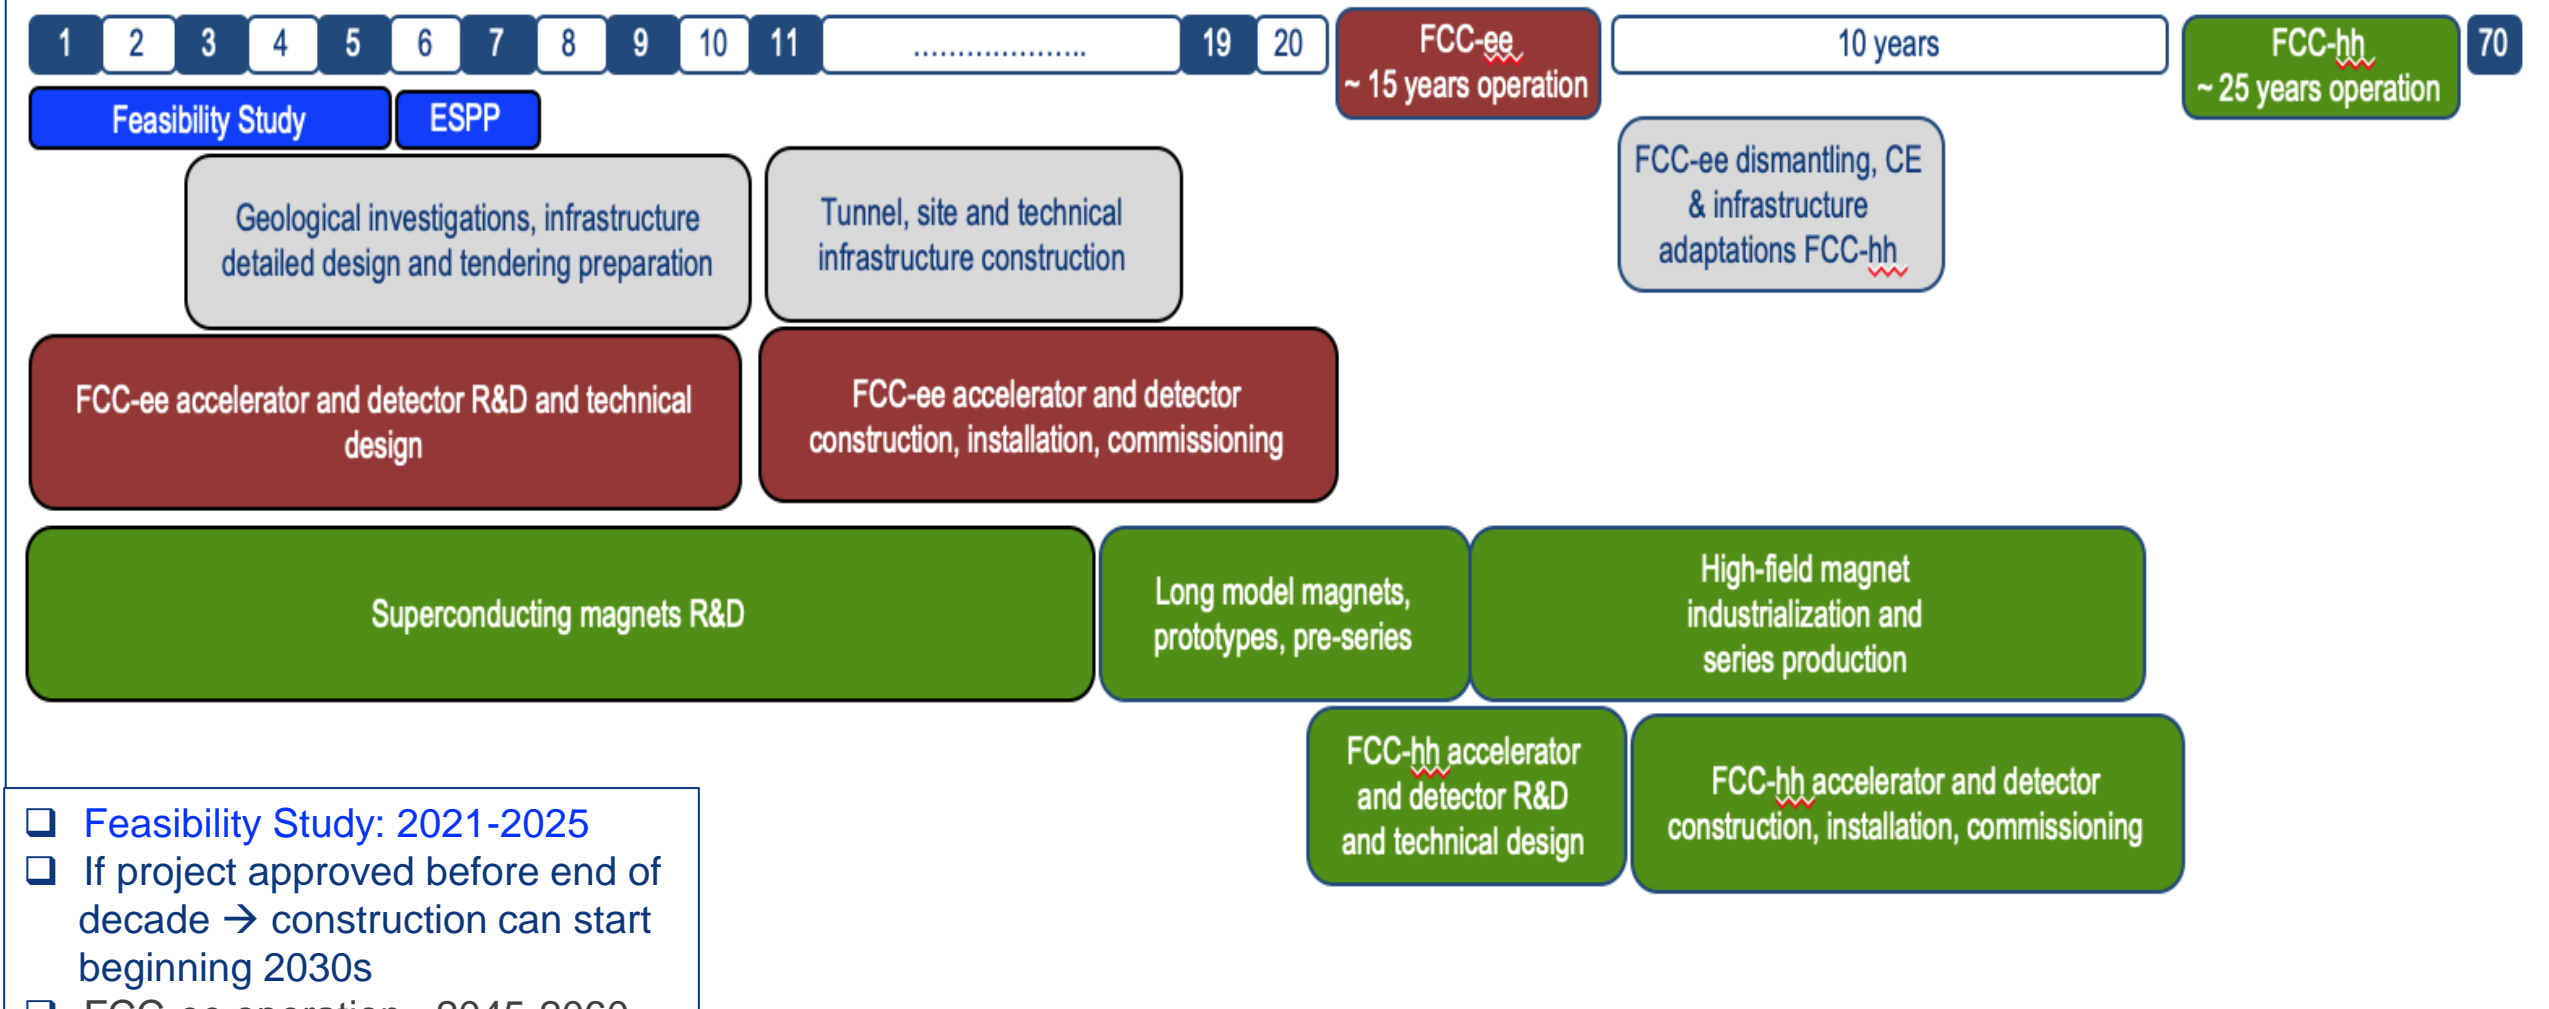 1 2 3 4 5 6 7 8 9 10 11 .................... 19 20
FCC-ee
~ 15 years operation
10 years
FCC-hh
~ 25 years operation
70
Feasibility Study
ESPP
Geological investigations, infrastructure
detailed design and tendering preparation
Tunnel, site and technical
infrastructure construction
FCC-ee dismantling, CE
& infrastructure
adaptations FCC-hh
FCC-ee accelerator and detector R&D and technical
design
FCC-ee accelerator and detector
construction, installation, commissioning
Superconducting magnets R&D
Long model magnets,
prototypes, pre-series
High-field magnet
industrialization and
series production
FCC-hh accelerator
and detector R&D
and technical design
FCC-hh accelerator and detector
construction, installation, commissioning
❑ Feasibility Study: 2021-2025
❑ If project approved before end of
decade → construction can start
beginning 2030s
❑ FCC-ee operation 2045-2060